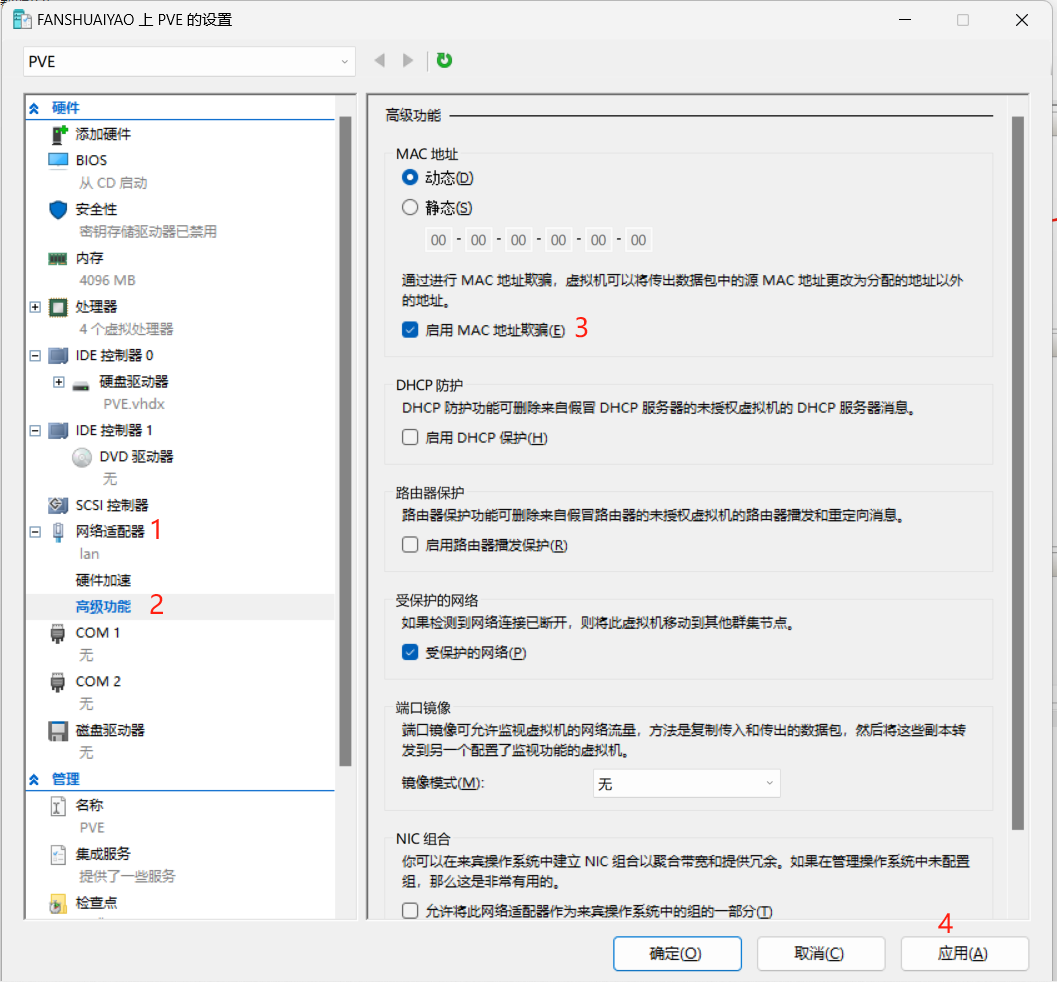 FANSHUAIYAO 上 PVE 的设置
PVE
硬件
添加硬件
BIOS
从 CD 启动
安全性
密钥存储驱动器已禁用
内存
4096 MB
处理器
4 个虚拟处理器
IDE 控制器 0
硬盘驱动器
PVE.vhdx
IDE 控制器 1
DVD 驱动器
无
SCSI 控制器
网络适配器 1
lan
硬件加速
高级功能 2
COM 1
无
COM 2
无
磁盘驱动器
无
管理
名称
PVE
集成服务
提供了一些服务
检查点
高级功能
MAC 地址
动态(D)
静态(S)
00 - 00 - 00 - 00 - 00 - 00
通过进行 MAC 地址欺骗，虚拟机可以将传出数据包中的源 MAC 地址更改为分配的地址以外
的地址。
启用 MAC 地址欺骗(E) 3
DHCP 防护
DHCP 防护功能可删除来自假冒 DHCP 服务器的未授权虚拟机的 DHCP 服务器消息。
启用 DHCP 保护(H)
路由器保护
路由器保护功能可删除来自假冒路由器的未授权虚拟机的路由器播发和重定向消息。
启用路由器播发保护(R)
受保护的网络
如果检测到网络连接已断开，则将此虚拟机移动到其他群集节点。
受保护的网络(P)
端口镜像
端口镜像可允许监视虚拟机的网络流量，方法是复制传入和传出的数据包，然后将这些副本转
发到另一个配置了监视功能的虚拟机。
镜像模式(M): 无
NIC 组合
你可以在来宾操作系统中建立 NIC 组合以聚合带宽和提供冗余。如果在管理操作系统中未配置
组，那么这是非常有用的。
允许将此网络适配器作为来宾操作系统中的组的一部分(T)
4
确定(O) 取消(C) 应用(A)